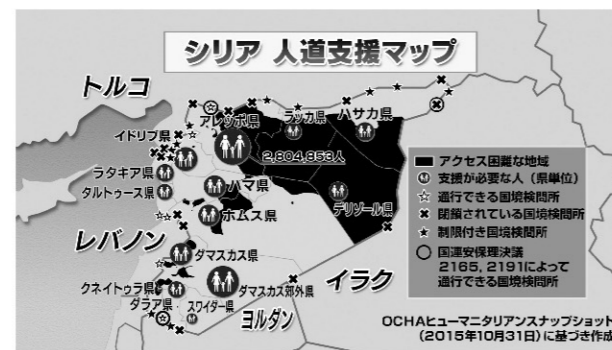 シリア 人道支援マップ
トルコ
アレッポ県
ラッカ県
ハサカ県
イドリブ県
2,804,853人
ラタキア県
タルトゥース県
ハマ県
デリゾール県
ホムス県
レバノン
ダマスカス県
イラク
クネイトゥラ県
ダマスカス郊外県
ダラア県
スワイダー県
ヨルダン
アクセス困難な地域
支援が必要な人（県単位）
☆ 通行できる国境検問所
✖ 閉鎖されている国境検問所
★ 制限付き国境検問所
国連安保理決議
2165, 2191によって
通行できる国境検問所
OCHAヒューマニタリアンスナップショット
（2015年10月31日）に基づき作成